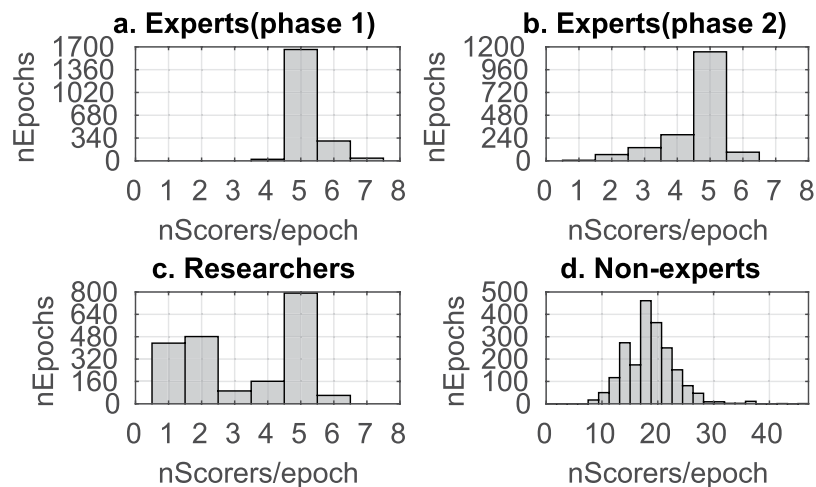 a. Experts(phase 1)
nEpochs
1700
1360
1020
680
340
0
0 1 2 3 4 5 6 7 8
nScorers/epoch
b. Experts(phase 2)
nEpochs
1200
960
720
480
240
0
0 1 2 3 4 5 6 7 8
nScorers/epoch
c. Researchers
nEpochs
800
640
480
320
160
0
0 1 2 3 4 5 6 7 8
nScorers/epoch
d. Non-experts
nEpochs
500
400
300
200
100
0
0 10 20 30 40
nScorers/epoch